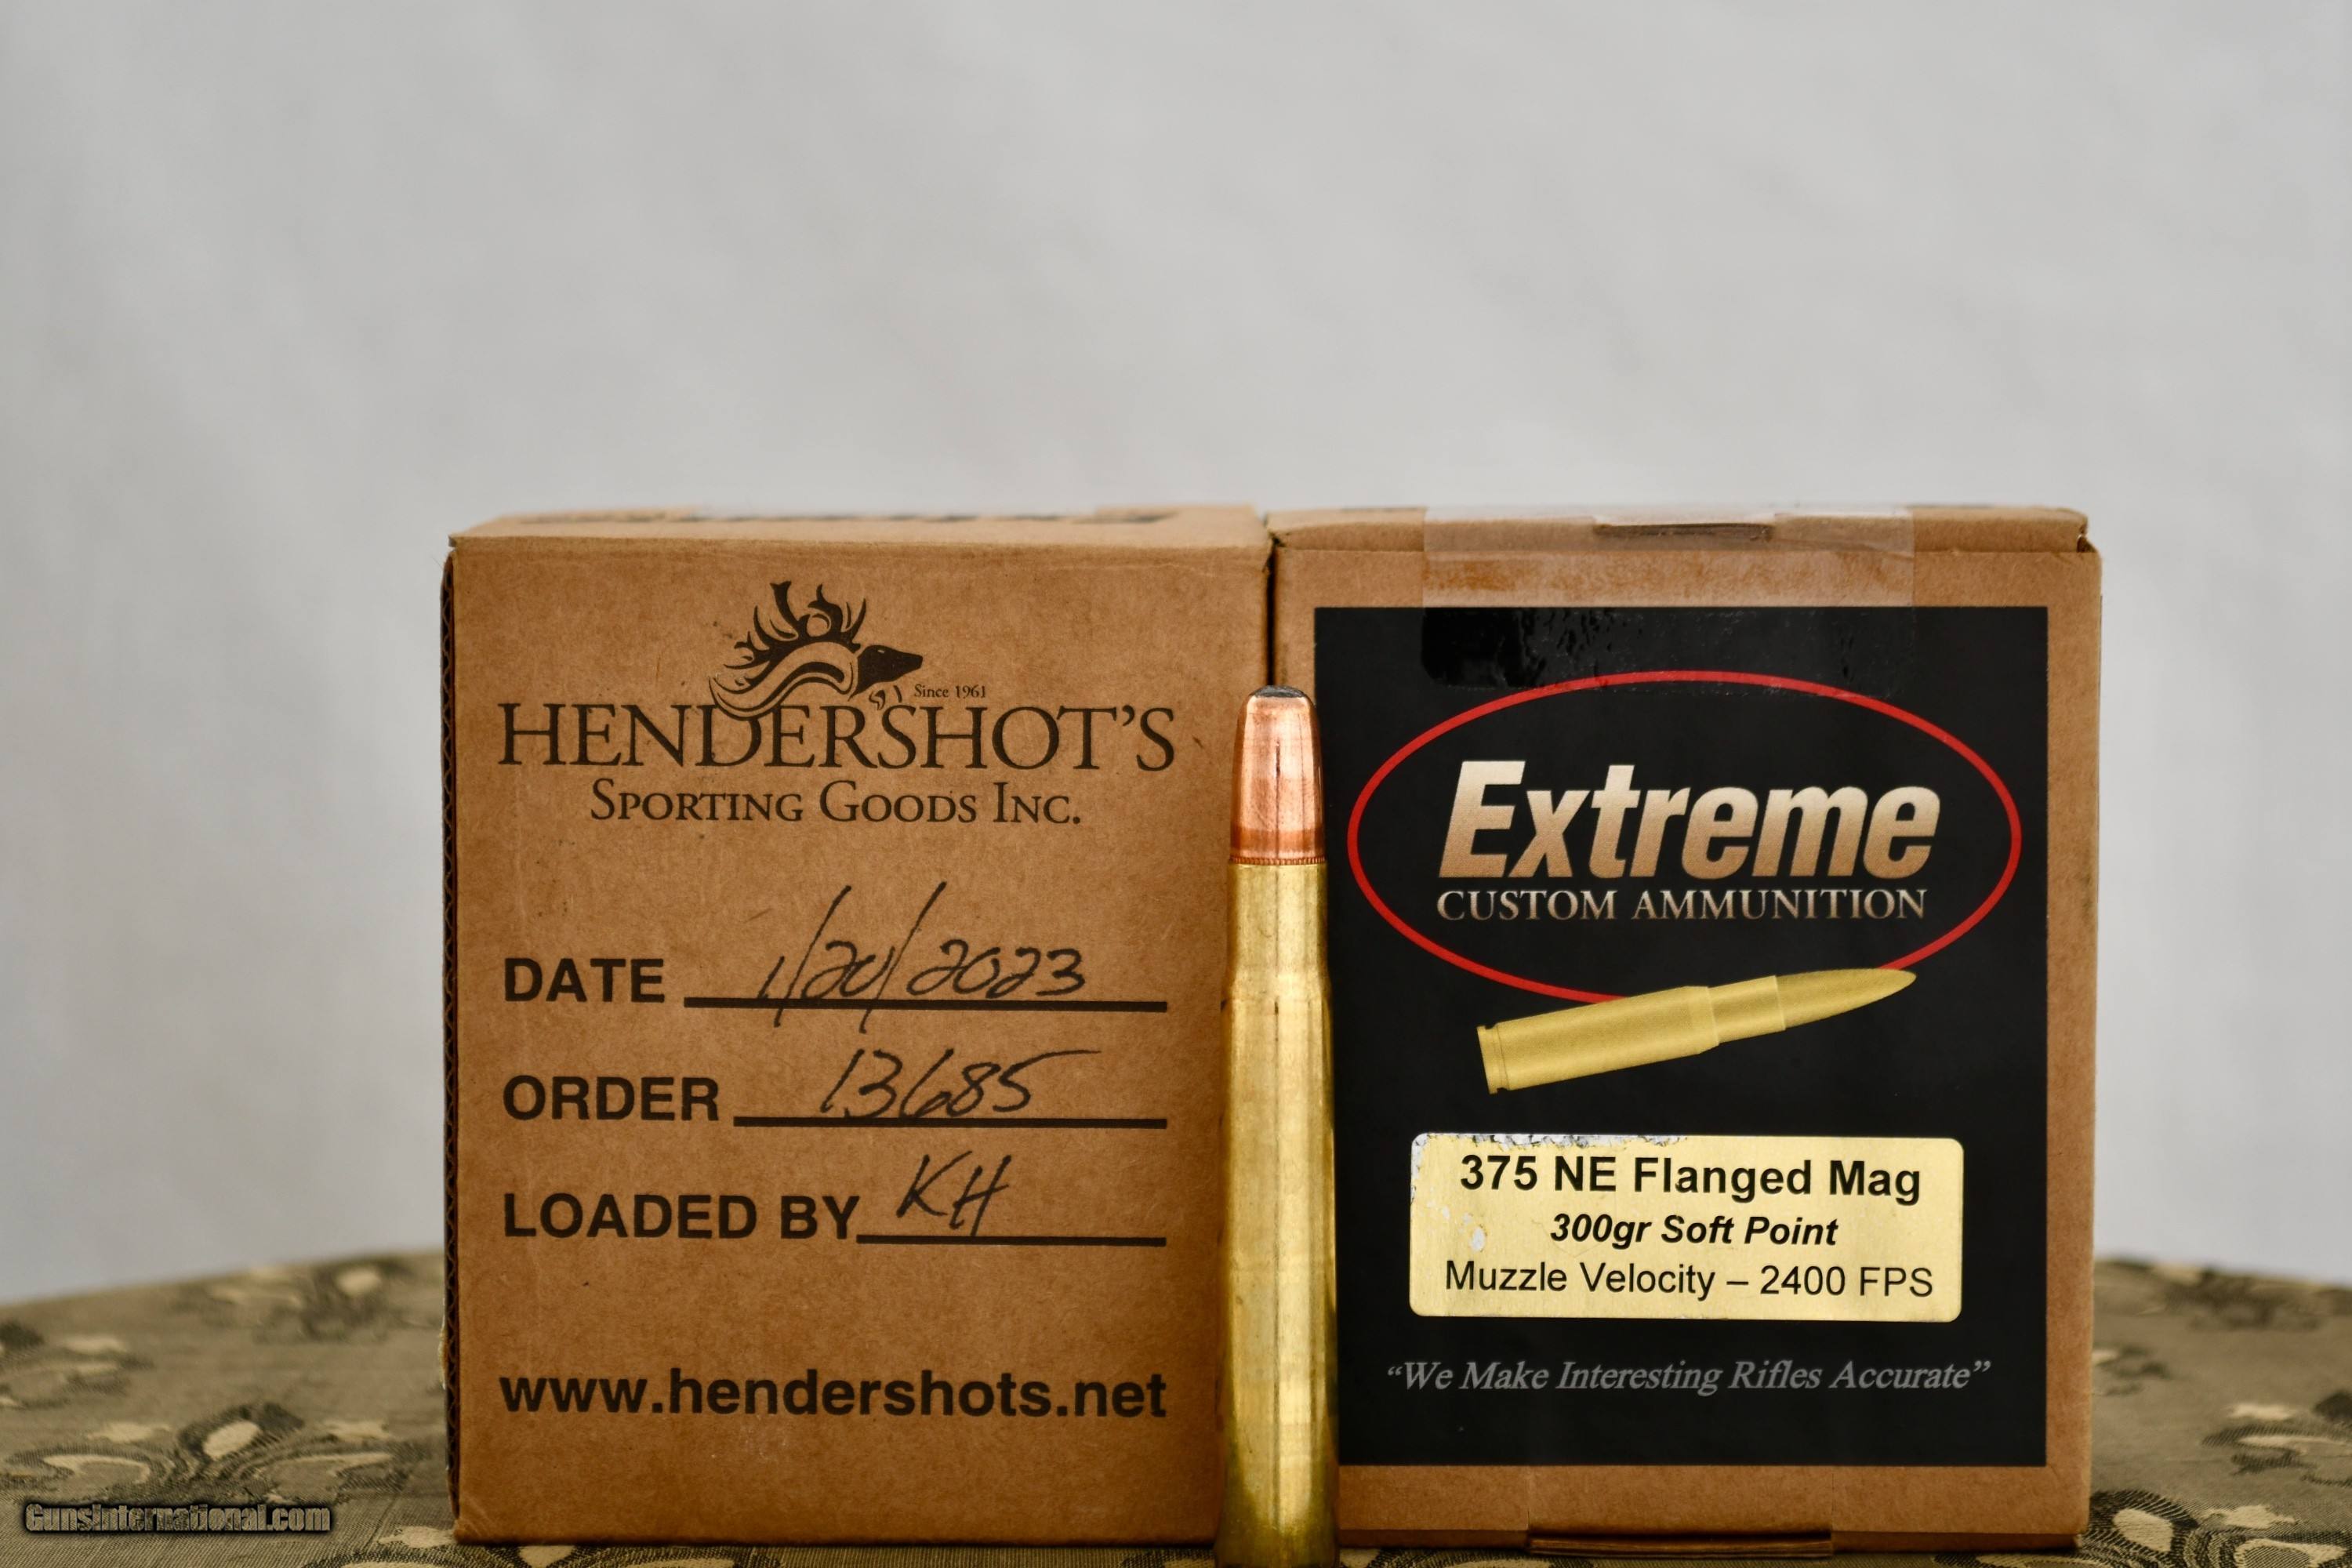 Since 1961
HENDERSHOT'S
SPORTING GOODS INC.
DATE 1/20/2023
ORDER 13685
LOADED BY KH
www.hendershots.net
Extreme
CUSTOM AMMUNITION
375 NE Flanged Mag
300gr Soft Point
Muzzle Velocity – 2400 FPS
“We Make Interesting Rifles Accurate”
GunsInternational.com